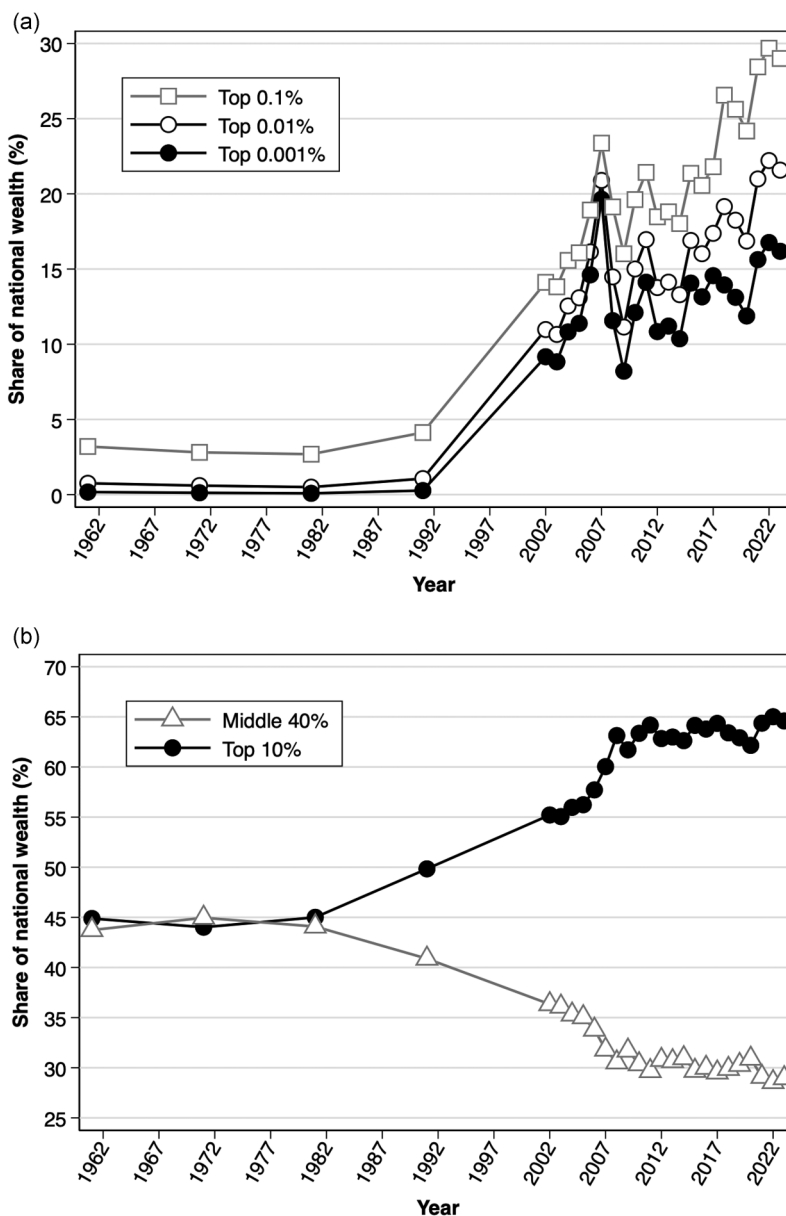 (a)
Share of national wealth (%)
30
25
20
15
10
5
0
Top 0.1%
Top 0.01%
Top 0.001%
1962 1967 1972 1977 1982 1987 1992 1997 2002 2007 2012 2017 2022
Year
(b)
Share of national wealth (%)
70
65
60
55
50
45
40
35
30
25
Middle 40%
Top 10%
1962 1967 1972 1977 1982 1987 1992 1997 2002 2007 2012 2017 2022
Year